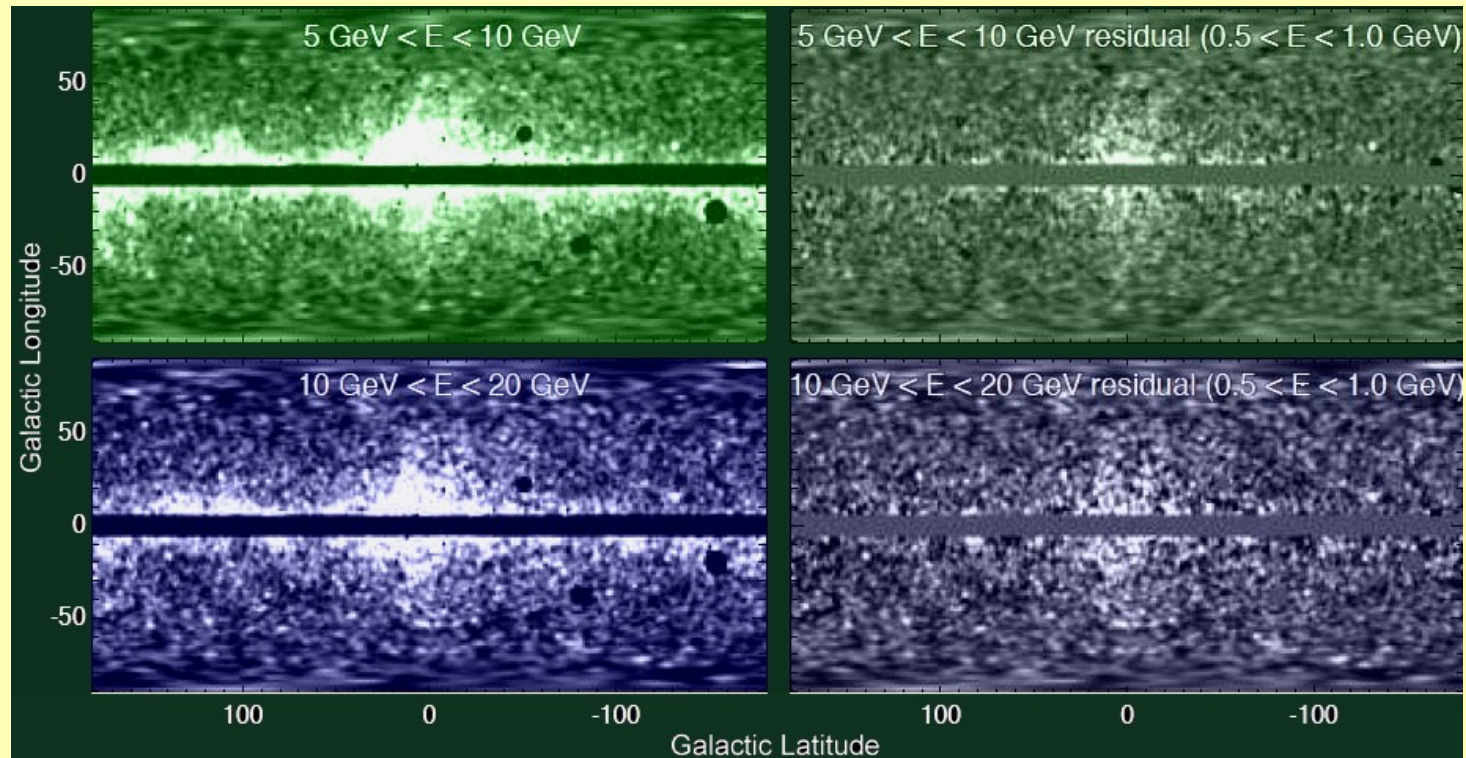 5 GeV < E < 10 GeV
5 GeV < E < 10 GeV residual (0.5 < E < 1.0 GeV)
50
0
-50
10 GeV < E < 20 GeV
10 GeV < E < 20 GeV residual (0.5 < E < 1.0 GeV)
50
0
-50
Galactic Longitude
100 0 -100
100 0 -100
Galactic Latitude